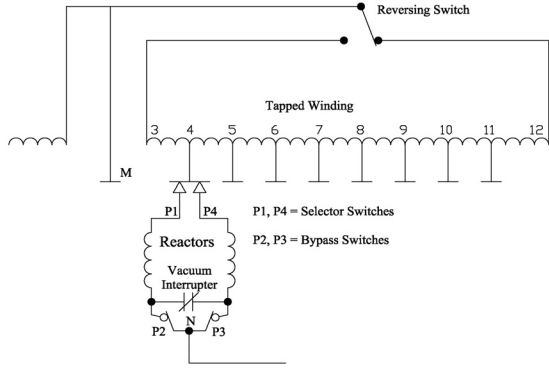 Reversing Switch
Tapped Winding
3 4 5 6 7 8 9 10 11 12
M
P1 P4
P1, P4 = Selector Switches
Reactors
P2, P3 = Bypass Switches
Vacuum
Interrupter
N
P2 P3